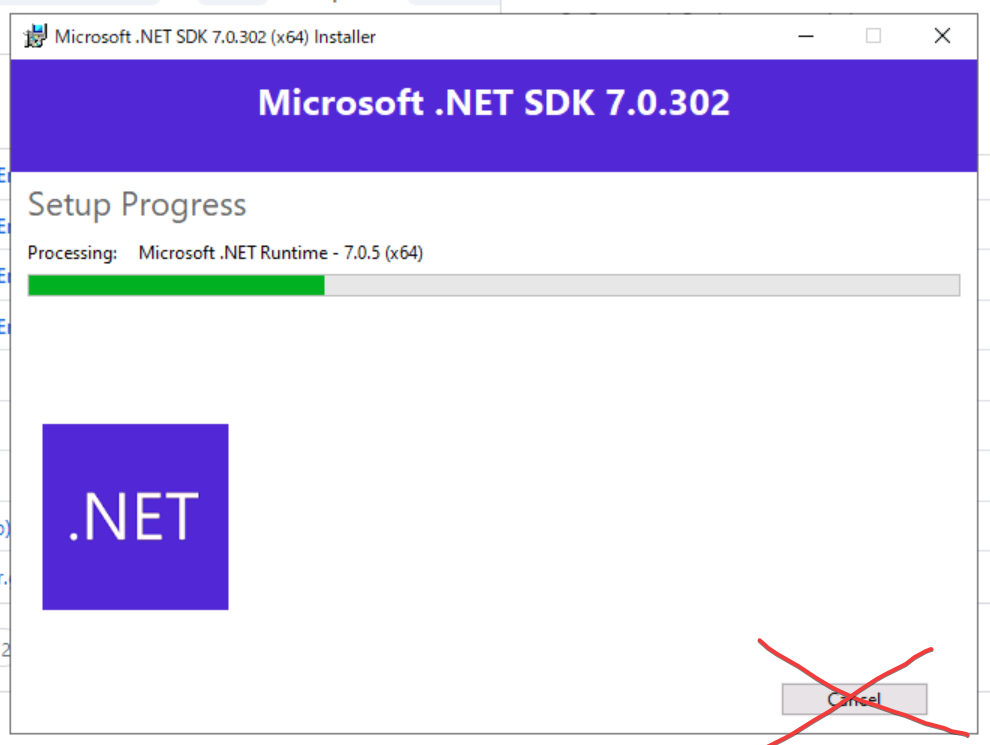 Microsoft .NET SDK 7.0.302 (x64) Installer
Microsoft .NET SDK 7.0.302
Setup Progress
Processing: Microsoft .NET Runtime - 7.0.5 (x64)
.NET
Cancel